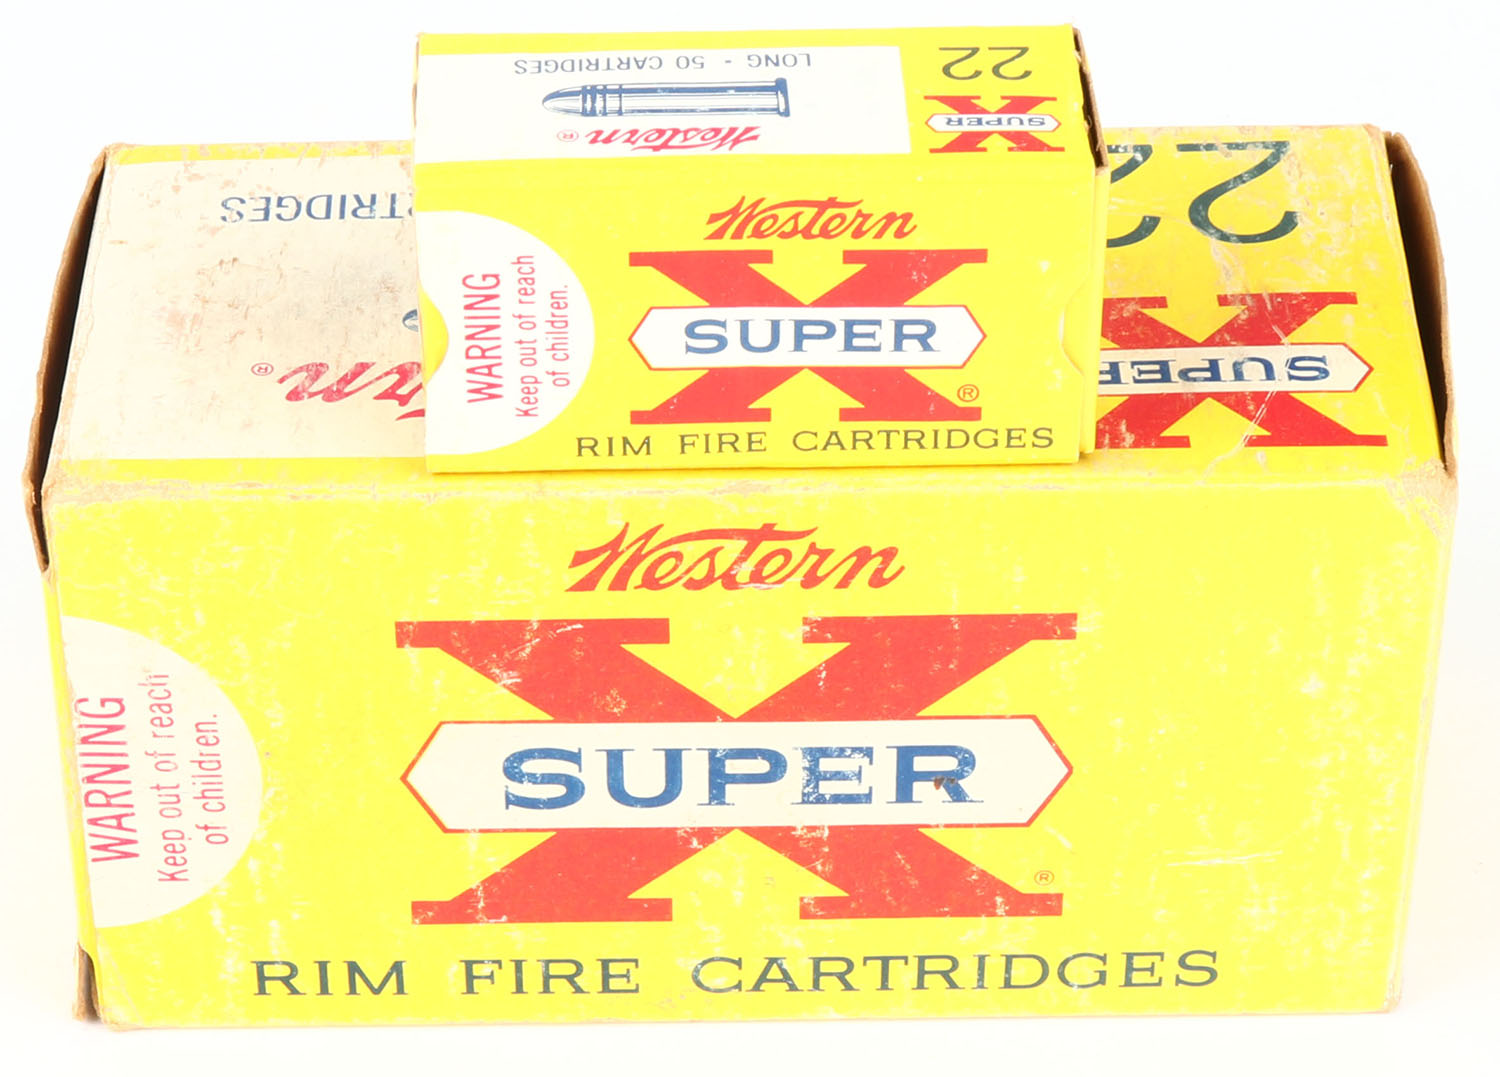 22
SUPER X
LONG - 50 CARTRIDGES
Western ®
Western
X
SUPER
®
RIM FIRE CARTRIDGES
WARNING
Keep out of reach
of children.
22
SUPER X
®
Western
X
SUPER
®
RIM FIRE CARTRIDGES
WARNING
Keep out of reach
of children.